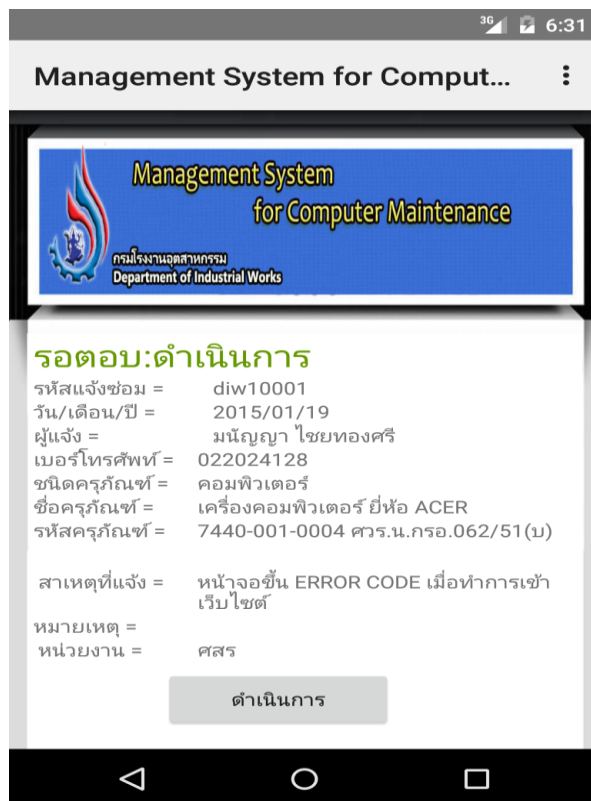 3G 6:31
Management System for Comput...
Management System
for Computer Maintenance
กรมโรงงานอุตสาหกรรม
Department of Industrial Works
รอตอบ:ดำเนินการ
รหัสแจ้งซ่อม = diw10001
วัน/เดือน/ปี = 2015/01/19
ผู้แจ้ง = มนัญญา ไชยทองศรี
เบอร์โทรศัพท์ = 022024128
ชนิดครุภัณฑ์ = คอมพิวเตอร์
ชื่อครุภัณฑ์ = เครื่องคอมพิวเตอร์ ยี่ห้อ ACER
รหัสครุภัณฑ์ = 7440-001-0004 ศวร.น.กรอ.062/51(บ)
สาเหตุที่แจ้ง = หน้าจอขึ้น ERROR CODE เมื่อทำการเข้า
เว็บไซต์
หมายเหตุ =
หน่วยงาน = ศสร
ดำเนินการ